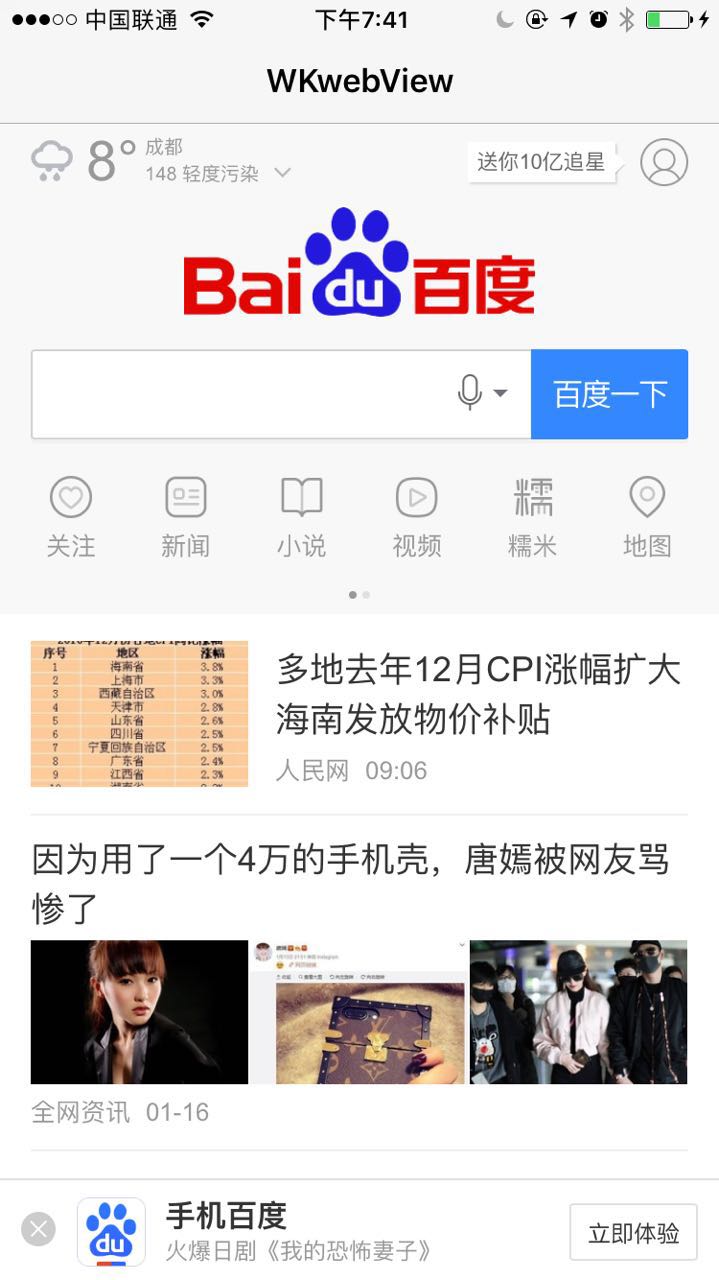 中国联通
下午7:41
WKwebView
8° 成都
148 轻度污染
送你10亿追星
Bai du 百度
百度一下
关注 新闻 小说 视频 糯米 地图
序号 地区 涨幅
1 海南省 3.8%
2 上海市 3.3%
3 西藏自治区 3.0%
4 天津市 2.8%
5 山东省 2.6%
6 四川省 2.5%
7 宁夏回族自治区 2.5%
8 广东省 2.4%
9 江西省 2.3%
多地去年12月CPI涨幅扩大
海南发放物价补贴
人民网 09:06
因为用了一个4万的手机壳，唐嫣被网友骂
惨了
全网资讯 01-16
du
手机百度
火爆日剧《我的恐怖妻子》
立即体验